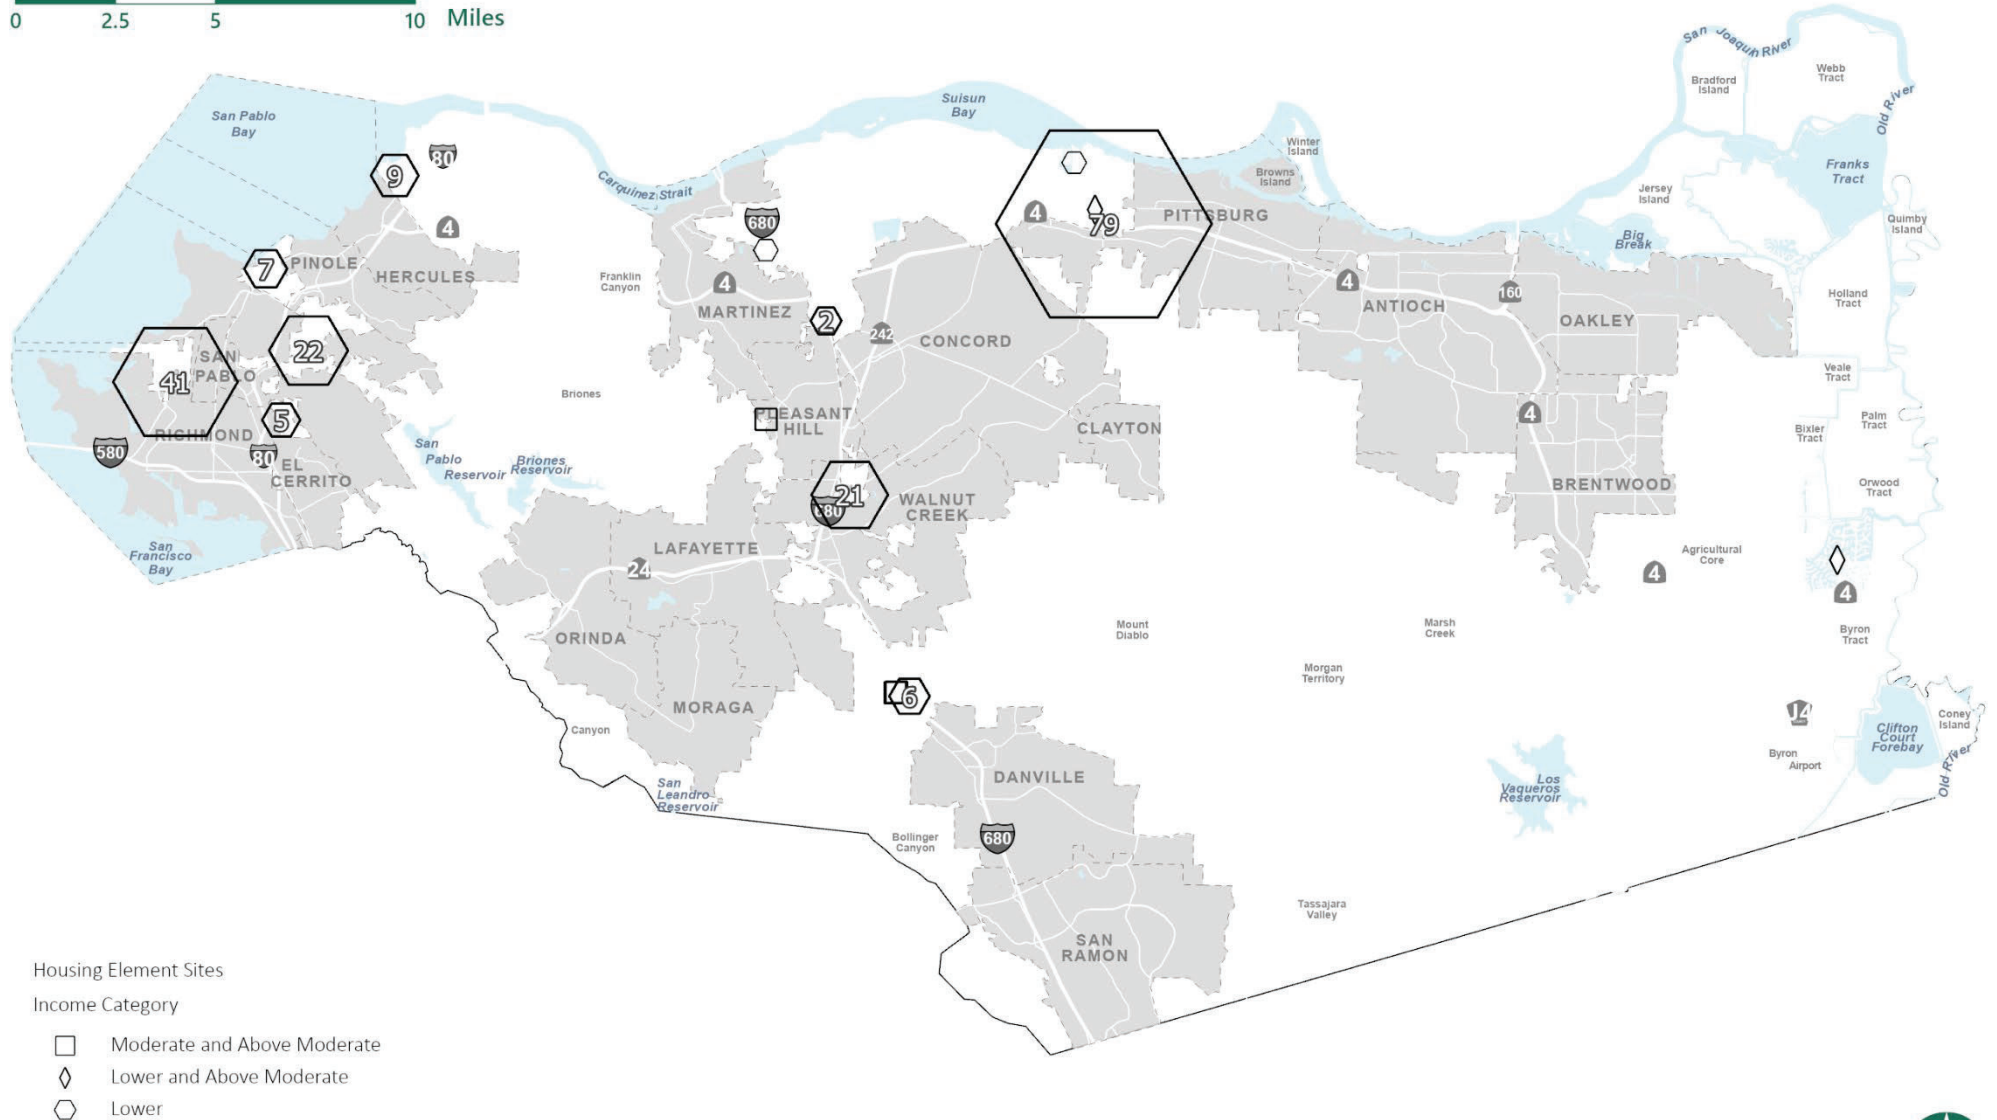 0 2.5 5 10 Miles
San Joaquin River
Webb
Tract
Bradford
Island
Old River
Suisun
Bay
San Pablo
Bay
Winter
Island
Franks
Tract
80
9
Browns
Island
Carquinez Strait
Jersey
Island
4
680
4
79
PITTSBURG
Quimby
Island
Big
Break
7
PINOLE
HERCULES
Franklin
Canyon
4
MARTINEZ
4
ANTIOCH
160
OAKLEY
Holland
Tract
2
242
CONCORD
22
SAN
PABLO
41
Veale
Tract
Briones
5
PLEASANT
HILL
CLAYTON
4
Palm
Tract
Bixler
Tract
RICHMOND
580
80
EL
CERRITO
San
Pablo
Reservoir
Briones
Reservoir
21
680
WALNUT
CREEK
BRENTWOOD
Orwood
Tract
San
Francisco
Bay
LAFAYETTE
24
Agricultural
Core
4
4
ORINDA
Mount
Diablo
Marsh
Creek
Byron
Tract
Morgan
Territory
6
MORAGA
Canyon
J4
Coney
Island
Clifton
Court
Forebay
Old River
Byron
Airport
San
Leandro
Reservoir
DANVILLE
Los
Vaqueros
Reservoir
Bollinger
Canyon
680
Tassajara
Valley
SAN
RAMON
Housing Element Sites
Income Category
Moderate and Above Moderate
Lower and Above Moderate
Lower